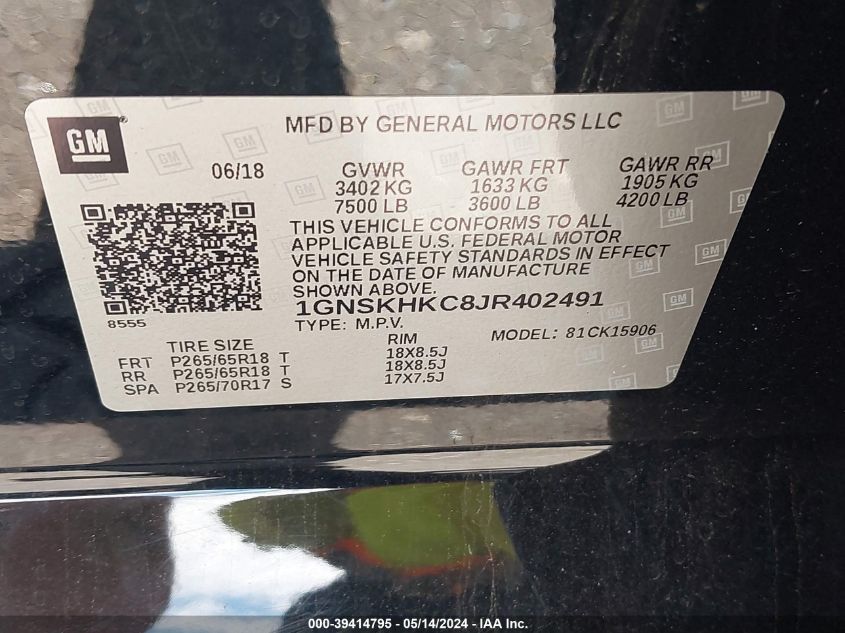 GM
MFD BY GENERAL MOTORS LLC
06/18 GVWR GAWR FRT GAWR RR
3402 KG 1633 KG 1905 KG
7500 LB 3600 LB 4200 LB
THIS VEHICLE CONFORMS TO ALL
APPLICABLE U.S. FEDERAL MOTOR
VEHICLE SAFETY STANDARDS IN EFFECT
ON THE DATE OF MANUFACTURE
SHOWN ABOVE.
8555
1GNSKHKC8JR402491
TYPE: M.P.V. MODEL: 81CK15906
TIRE SIZE RIM
FRT P265/65R18 T 18X8.5J
RR P265/65R18 T 18X8.5J
SPA P265/70R17 S 17X7.5J
000-39414795 - 05/14/2024 - IAA Inc.